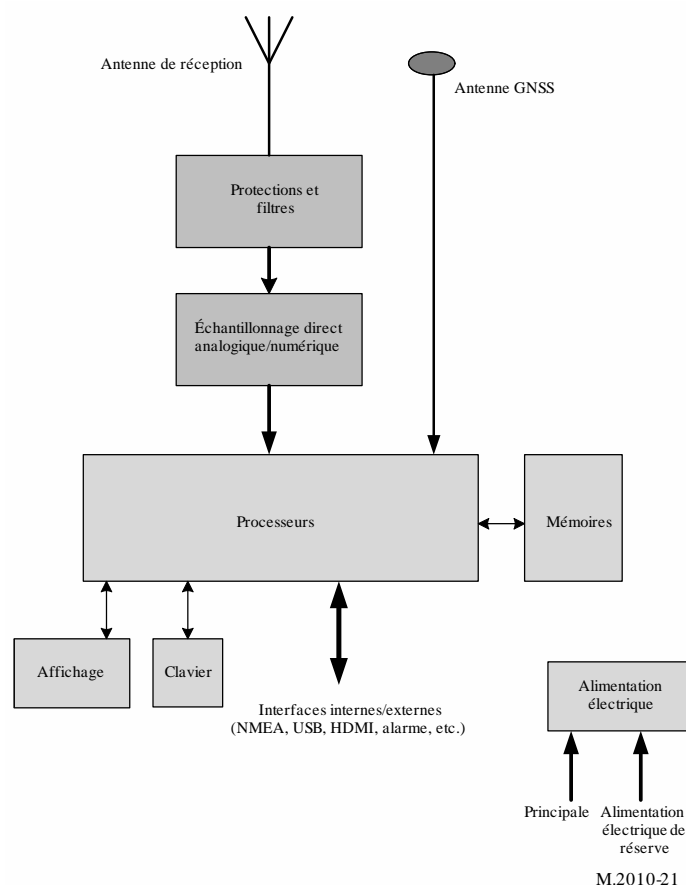 Antenne de réception
Antenne GNSS
Protections et
filtres
Échantillonnage direct
analogique/numérique
Processeurs
Mémoires
Affichage
Clavier
Interfaces internes/externes
(NMEA, USB, HDMI, alarme, etc.)
Alimentation
électrique
Principale
Alimentation
électrique de
réserve
M.2010-21